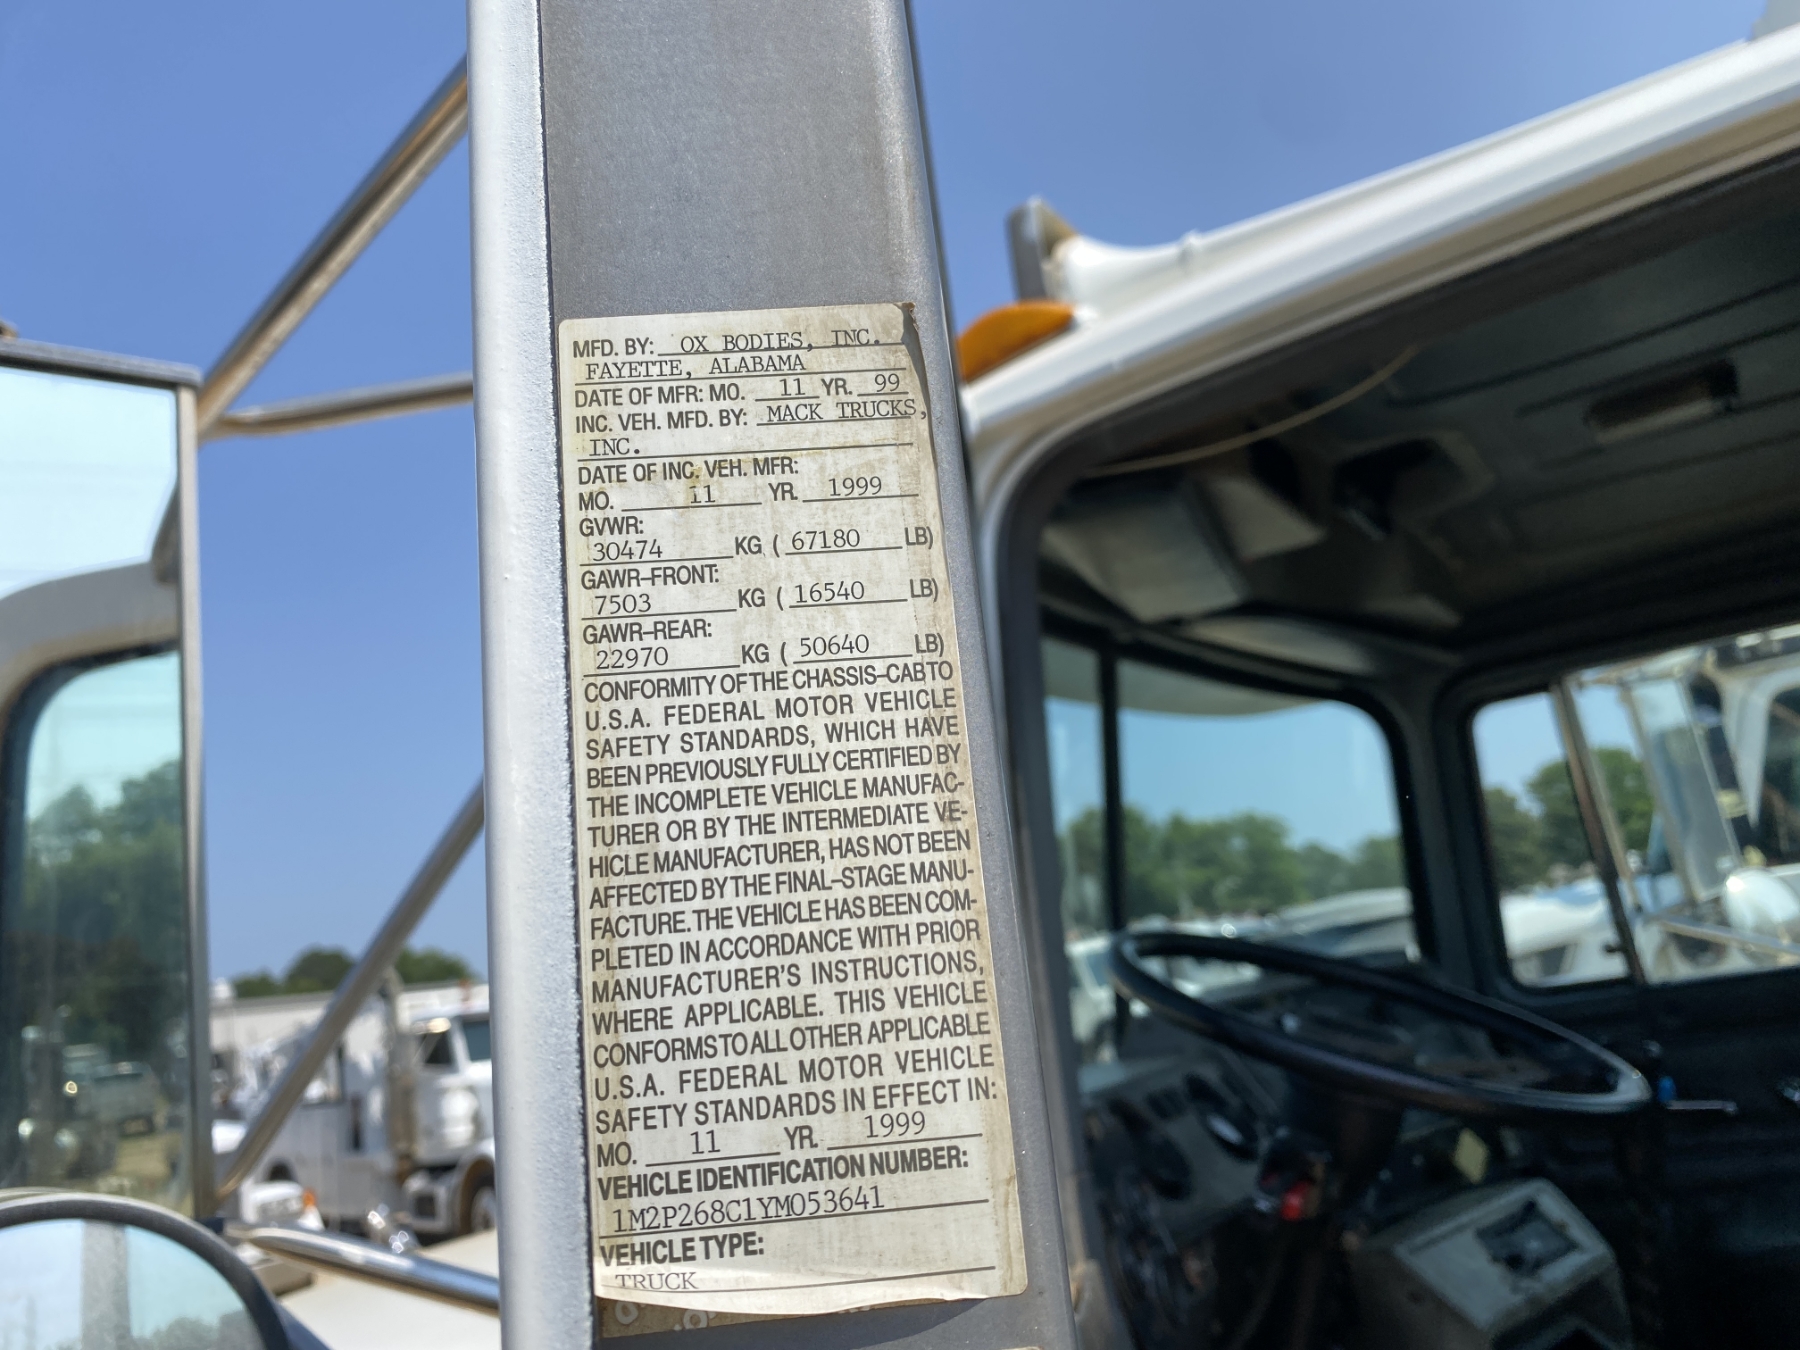 MFD. BY: OX BODIES, INC.
FAYETTE, ALABAMA
DATE OF MFR: MO. 11 YR. 99
INC. VEH. MFD. BY: MACK TRUCKS,
INC.
DATE OF INC. VEH. MFR:
MO. 11 YR. 1999
GVWR:
30474 KG ( 67180 LB)
GAWR-FRONT:
7503 KG ( 16540 LB)
GAWR-REAR:
22970 KG ( 50640 LB)
CONFORMITY OF THE CHASSIS-CAB TO
U.S.A. FEDERAL MOTOR VEHICLE
SAFETY STANDARDS, WHICH HAVE
BEEN PREVIOUSLY FULLY CERTIFIED BY
THE INCOMPLETE VEHICLE MANUFAC-
TURER OR BY THE INTERMEDIATE VE-
HICLE MANUFACTURER, HAS NOT BEEN
AFFECTED BY THE FINAL-STAGE MANU-
FACTURE. THE VEHICLE HAS BEEN COM-
PLETED IN ACCORDANCE WITH PRIOR
MANUFACTURER'S INSTRUCTIONS,
WHERE APPLICABLE. THIS VEHICLE
CONFORMS TO ALL OTHER APPLICABLE
U.S.A. FEDERAL MOTOR VEHICLE
SAFETY STANDARDS IN EFFECT IN:
MO. 11 YR. 1999
VEHICLE IDENTIFICATION NUMBER:
1M2P268C1YM053641
VEHICLE TYPE:
TRUCK